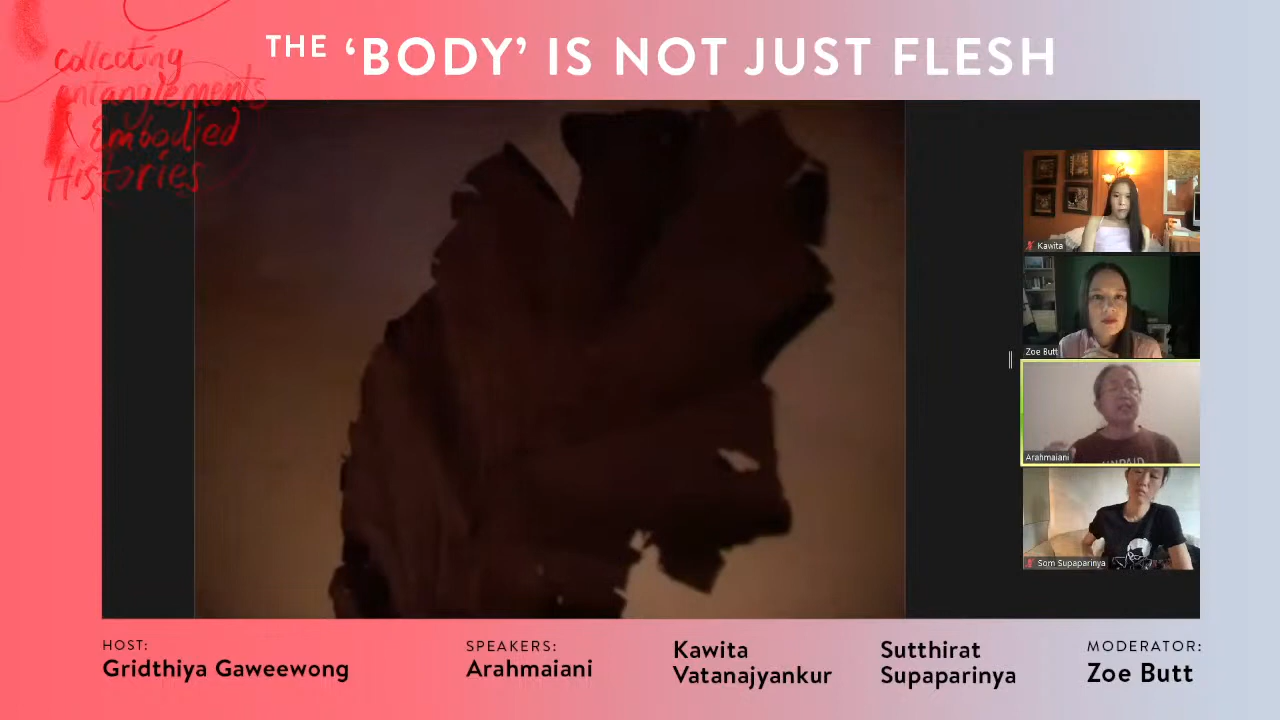 THE ‘BODY’ IS NOT JUST FLESH
collecting
entanglements
Embodied
Histories
Kawita
Zoe Butt
UNPAID
Arahmaiani
Som Supaparinya
HOST:
Gridthiya Gaweewong
SPEAKERS:
Arahmaiani
Kawita
Vatanajyankur
Sutthirat
Supaparinya
MODERATOR:
Zoe Butt